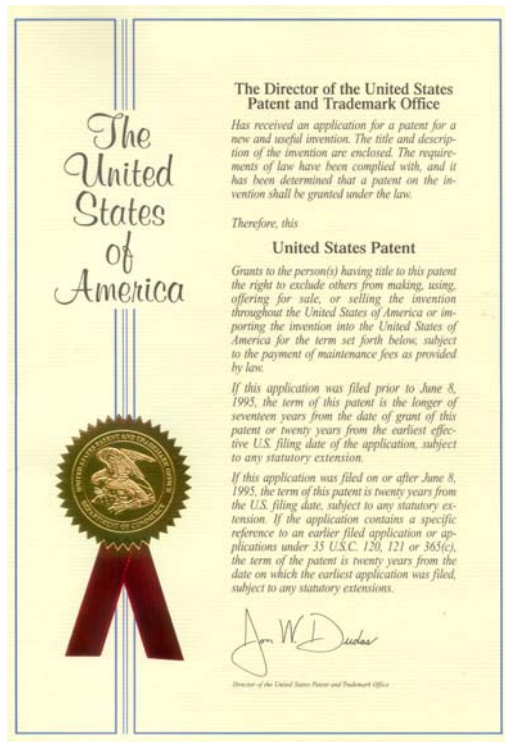 The
United
States
of
America
The Director of the United States
Patent and Trademark Office
Has received an application for a patent for a
new and useful invention. The title and descrip-
tion of the invention are enclosed. The require-
ments of law have been complied with, and it
has been determined that a patent on the in-
vention shall be granted under the law.
Therefore, this
United States Patent
Grants to the person(s) having title to this patent
the right to exclude others from making, using,
offering for sale, or selling the invention
throughout the United States of America or im-
porting the invention into the United States of
America for the term set forth below, subject
to the payment of maintenance fees as provided
by law.
If this application was filed prior to June 8,
1995, the term of this patent is the longer of
seventeen years from the date of grant of this
patent or twenty years from the earliest effec-
tive U.S. filing date of the application, subject
to any statutory extension.
If this application was filed on or after June 8,
1995, the term of this patent is twenty years from
the U.S. filing date, subject to any statutory ex-
tension. If the application contains a specific
reference to an earlier filed application or ap-
plications under 35 U.S.C. 120, 121 or 365(c),
the term of the patent is twenty years from the
date on which the earliest application was filed,
subject to any statutory extensions.
UNITED STATES PATENT AND TRADEMARK OFFICE
DEPARTMENT OF COMMERCE
Jon W. Dudas
Director of the United States Patent and Trademark Office